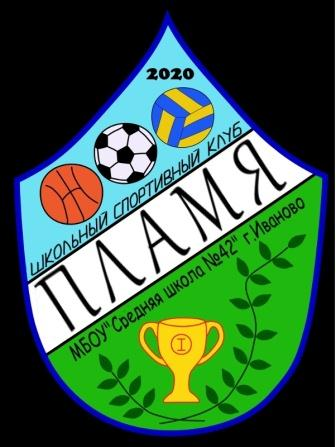 2020
ШКОЛЬНЫЙ СПОРТИВНЫЙ КЛУБ
ПЛАМЯ
МБОУ "Средняя школа №42" г.Иваново
I